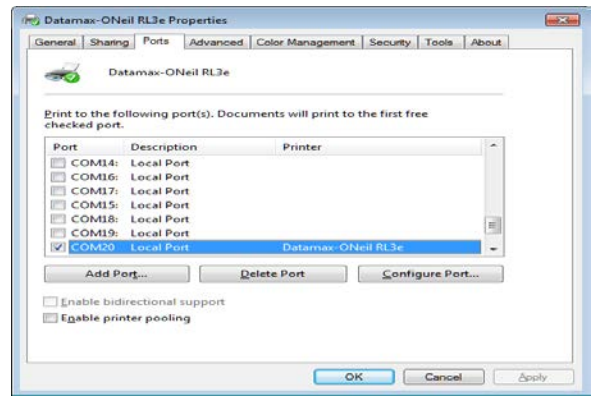 Datamax-ONeil RL3e Properties
General Sharing Ports Advanced Color Management Security Tools About
Datamax-ONeil RL3e
Print to the following port(s). Documents will print to the first free
checked port.
Port Description Printer
COM14: Local Port
COM16: Local Port
COM17: Local Port
COM15: Local Port
COM18: Local Port
COM19: Local Port
COM20 Local Port Datamax-ONeil RL3e
Add Port... Delete Port Configure Port...
Enable bidirectional support
Enable printer pooling
OK Cancel Apply